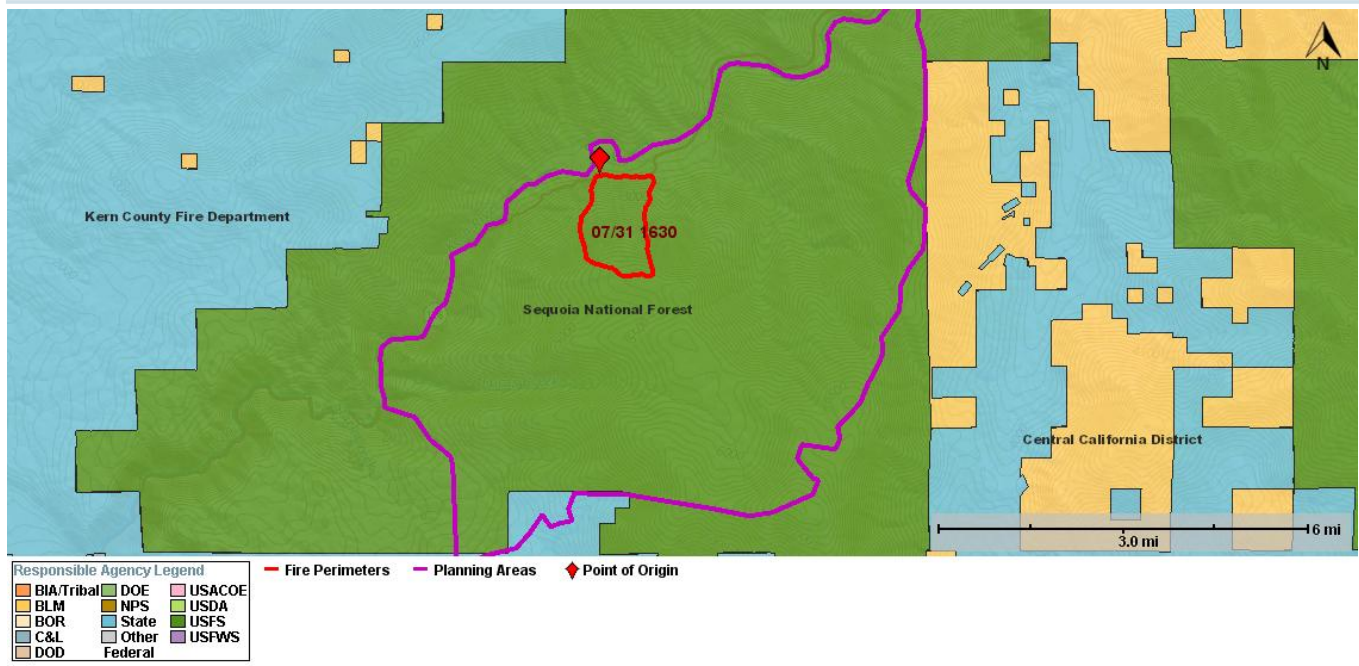 N
Kern County Fire Department
07/31 1630
Sequoia National Forest
Central California District
6 mi
3.0 mi
Responsible Agency Legend
BIA/Tribal DOE USACOE
BLM NPS USDA
BOR State USFS
C&L Other USFWS
DOD Federal
Fire Perimeters Planning Areas Point of Origin